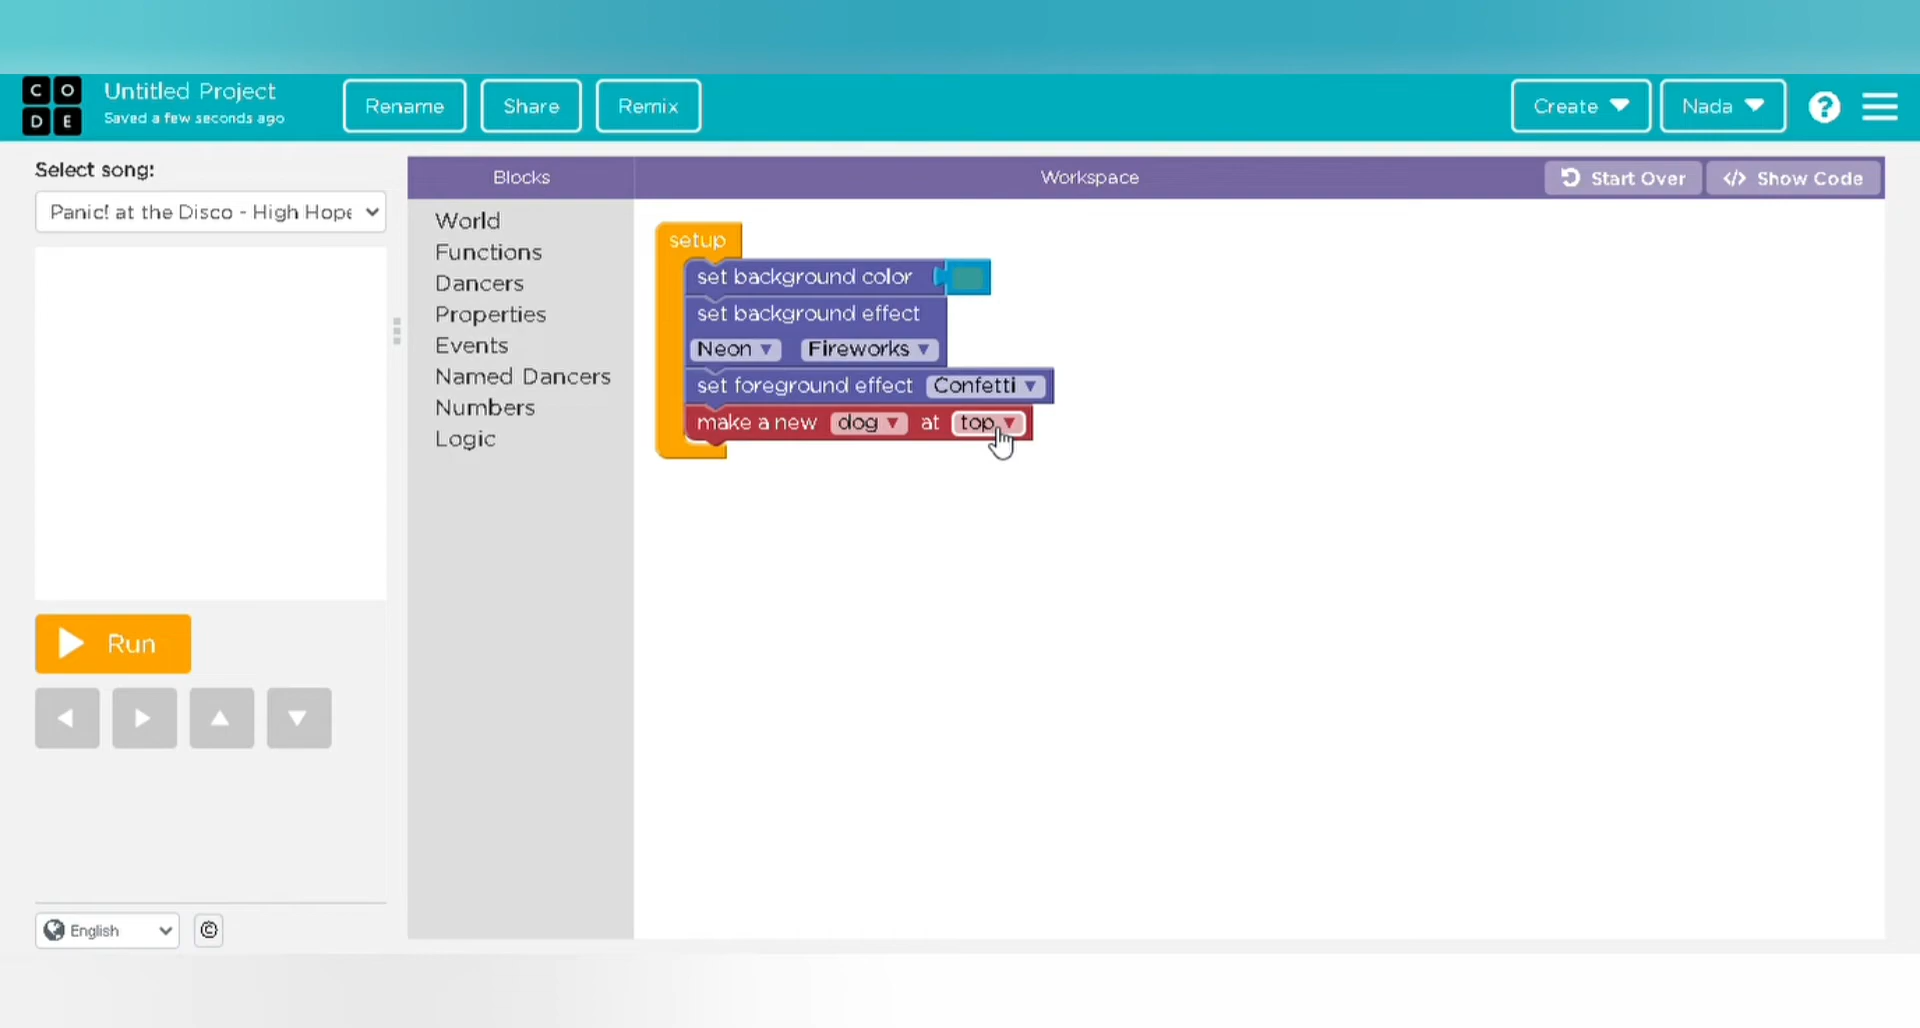 C O
D E
Untitled Project
Saved a few seconds ago
Rename
Share
Remix
Create
Nada
?
Select song:
Panic! at the Disco - High Hope
Blocks
Workspace
Start Over
</> Show Code
World
Functions
Dancers
Properties
Events
Named Dancers
Numbers
Logic
setup
set background color
set background effect
Neon Fireworks
set foreground effect Confetti
make a new dog at top
Run
English
©